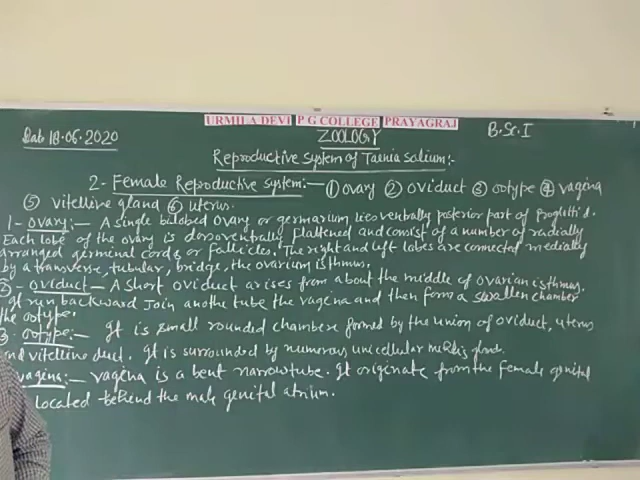 URMILA DEVI P G COLLEGE PRAYAGRAJ
Dat 18.06.2020
ZOOLOGY
B.Sc. I
Reproductive system of Taenia solium:-
2- Female Reproductive system:- ① ovary ② oviduct ③ ootype ④ vagina
⑤ vitelline gland ⑥ uterus.
1- ovary:- A single bilobed ovary or germarium lies ventrally posterior part of Proglottid.
Each lobe of the ovary is dorsoventrally flattened and consist of a number of radially
arranged germinal cords or follicles. The right and left lobes are connected medially
by a transverse, tubular, bridge, the ovarium isthmus.
② - oviduct - A short oviduct arises from about the middle of ovarian isthmus.
It run backward Join anothe tube the vagina and then form a swallen chamber
the ootype.
③ - ootype:- It is small rounded chambere formed by the union of oviduct, uterus
and vitelline duct. It is surrounded by numerous unicellular glands.
vagina:- vagina is a bent narrow tube. It originate from the female genital
located behind the male genital atrium.